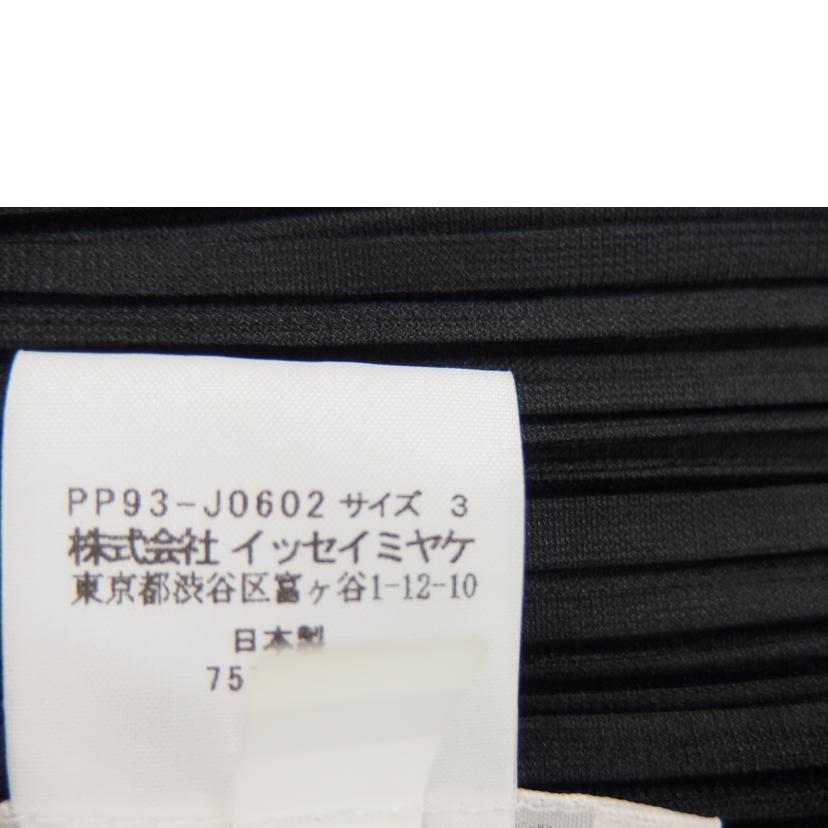 PP93-J0602 サイズ 3
株式会社 イッセイミヤケ
東京都渋谷区富ヶ谷1-12-10
日本製
75